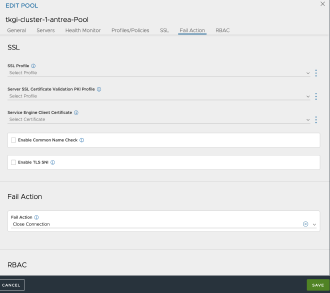 EDIT POOL
tkgi-cluster-1-antrea-Pool
General Servers Health Monitor Profiles/Policies SSL Fail Action RBAC
SSL
SSL Profile
Select Profile
Server SSL Certificate Validation PKI Profile
Select Profile
Service Engine Client Certificate
Select Certificate
Enable Common Name Check
Enable TLS SNI
Fail Action
Fail Action
Close Connection
RBAC
CANCEL SAVE